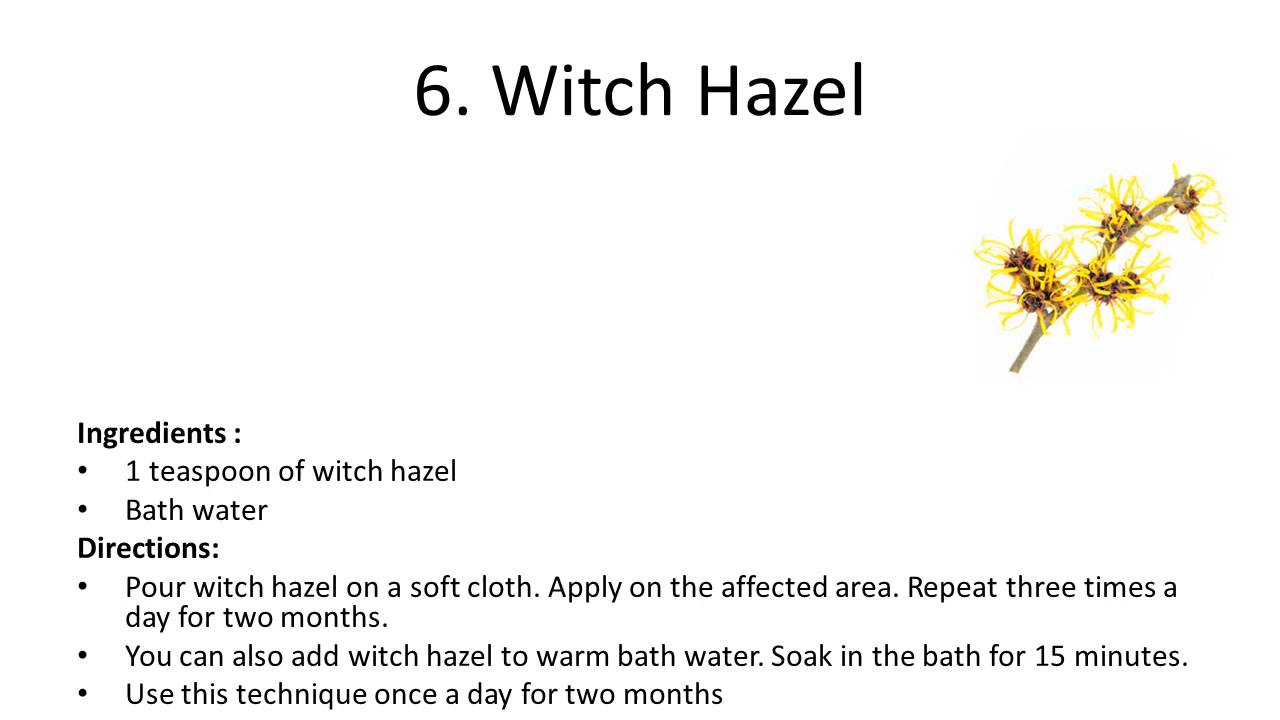 6. Witch Hazel
Ingredients :
• 1 teaspoon of witch hazel
• Bath water
Directions:
• Pour witch hazel on a soft cloth. Apply on the affected area. Repeat three times a
day for two months.
• You can also add witch hazel to warm bath water. Soak in the bath for 15 minutes.
• Use this technique once a day for two months